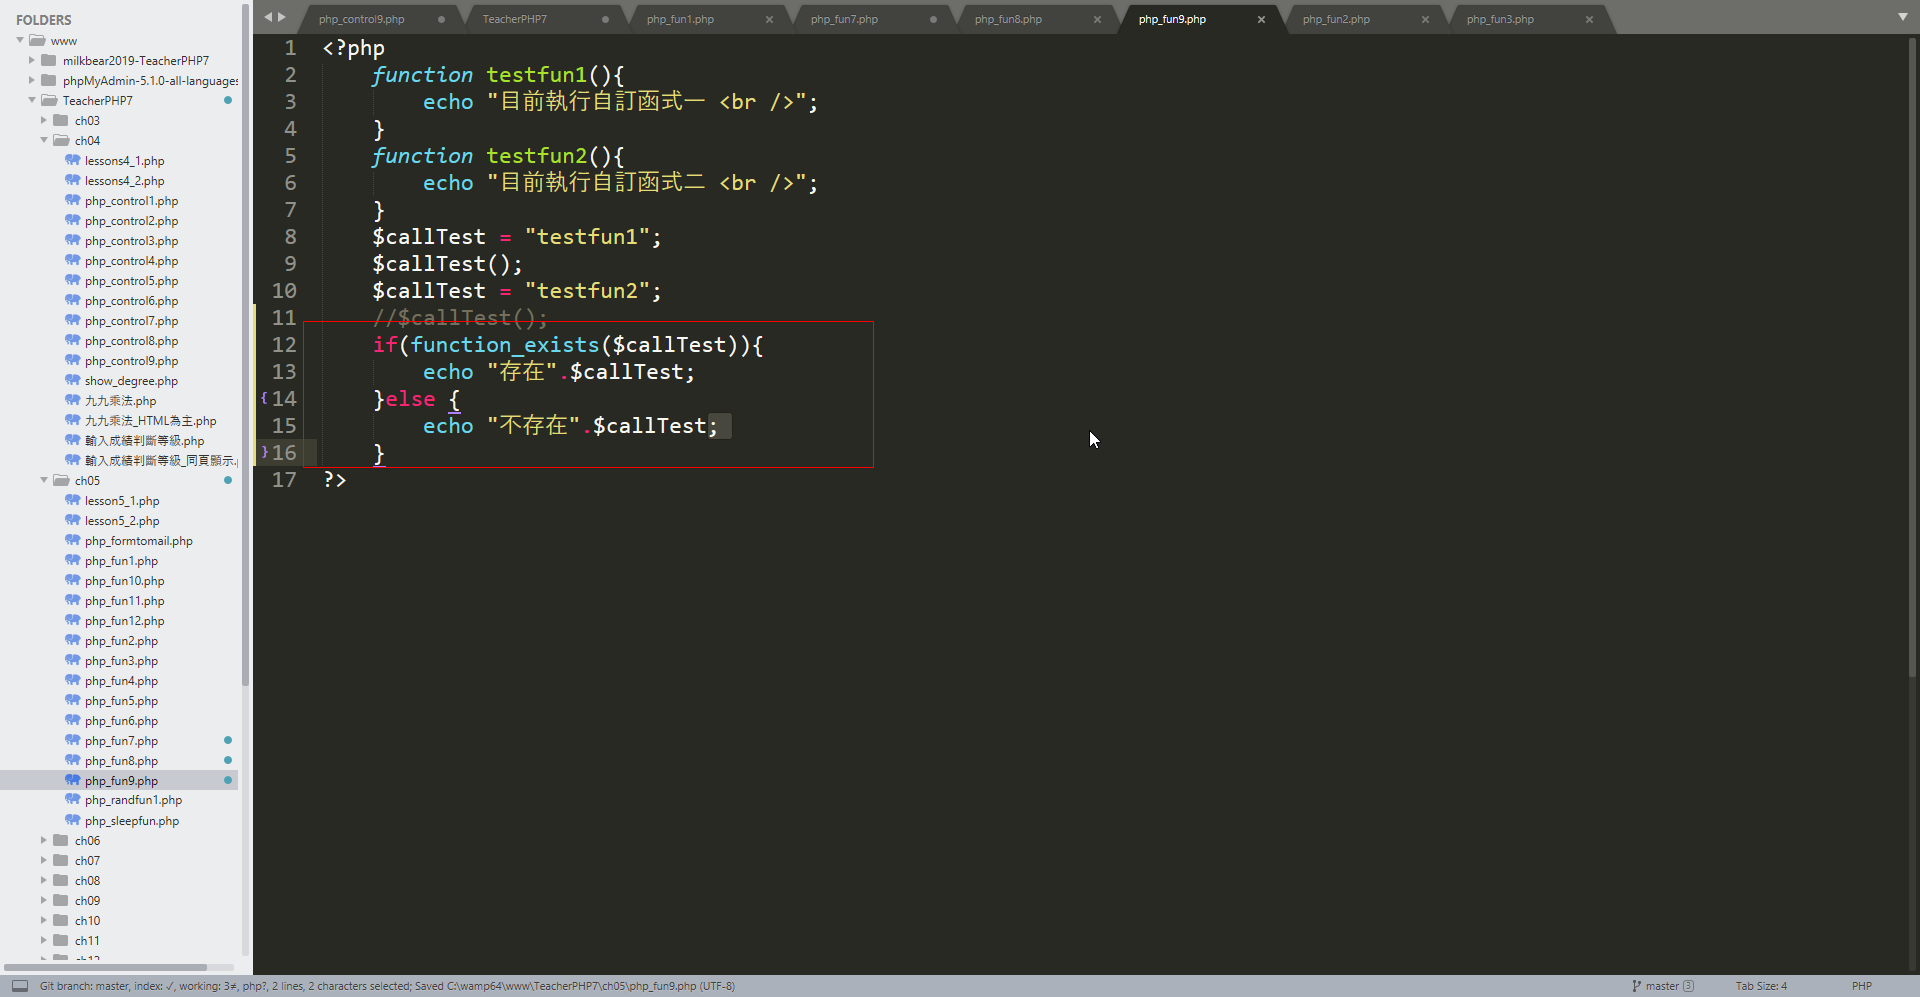 FOLDERS
www
milkbear2019-TeacherPHP7
phpMyAdmin-5.1.0-all-languages
TeacherPHP7
ch03
ch04
lessons4_1.php
lessons4_2.php
php_control1.php
php_control2.php
php_control3.php
php_control4.php
php_control5.php
php_control6.php
php_control7.php
php_control8.php
php_control9.php
show_degree.php
九九乘法.php
九九乘法_HTML為主.php
輸入成績判斷等級.php
輸入成績判斷等級_同頁顯示.
ch05
lesson5_1.php
lesson5_2.php
php_formtomail.php
php_fun1.php
php_fun10.php
php_fun11.php
php_fun12.php
php_fun2.php
php_fun3.php
php_fun4.php
php_fun5.php
php_fun6.php
php_fun7.php
php_fun8.php
php_fun9.php
php_randfun1.php
php_sleepfun.php
ch06
ch07
ch08
ch09
ch10
ch11
php_control9.php TeacherPHP7 php_fun1.php php_fun7.php php_fun8.php php_fun9.php php_fun2.php php_fun3.php
1 <?php
2 function testfun1(){
3 echo "目前執行自訂函式一 <br />";
4 }
5 function testfun2(){
6 echo "目前執行自訂函式二 <br />";
7 }
8 $callTest = "testfun1";
9 $callTest();
10 $callTest = "testfun2";
11 //$callTest();
12 if(function_exists($callTest)){
13 echo "存在".$callTest;
14 }else {
15 echo "不存在".$callTest;
16 }
17 ?>
Git branch: master, index: ✓, working: 3≠, php?, 2 lines, 2 characters selected; Saved C:\wamp64\www\TeacherPHP7\ch05\php_fun9.php (UTF-8) master 3 Tab Size: 4 PHP